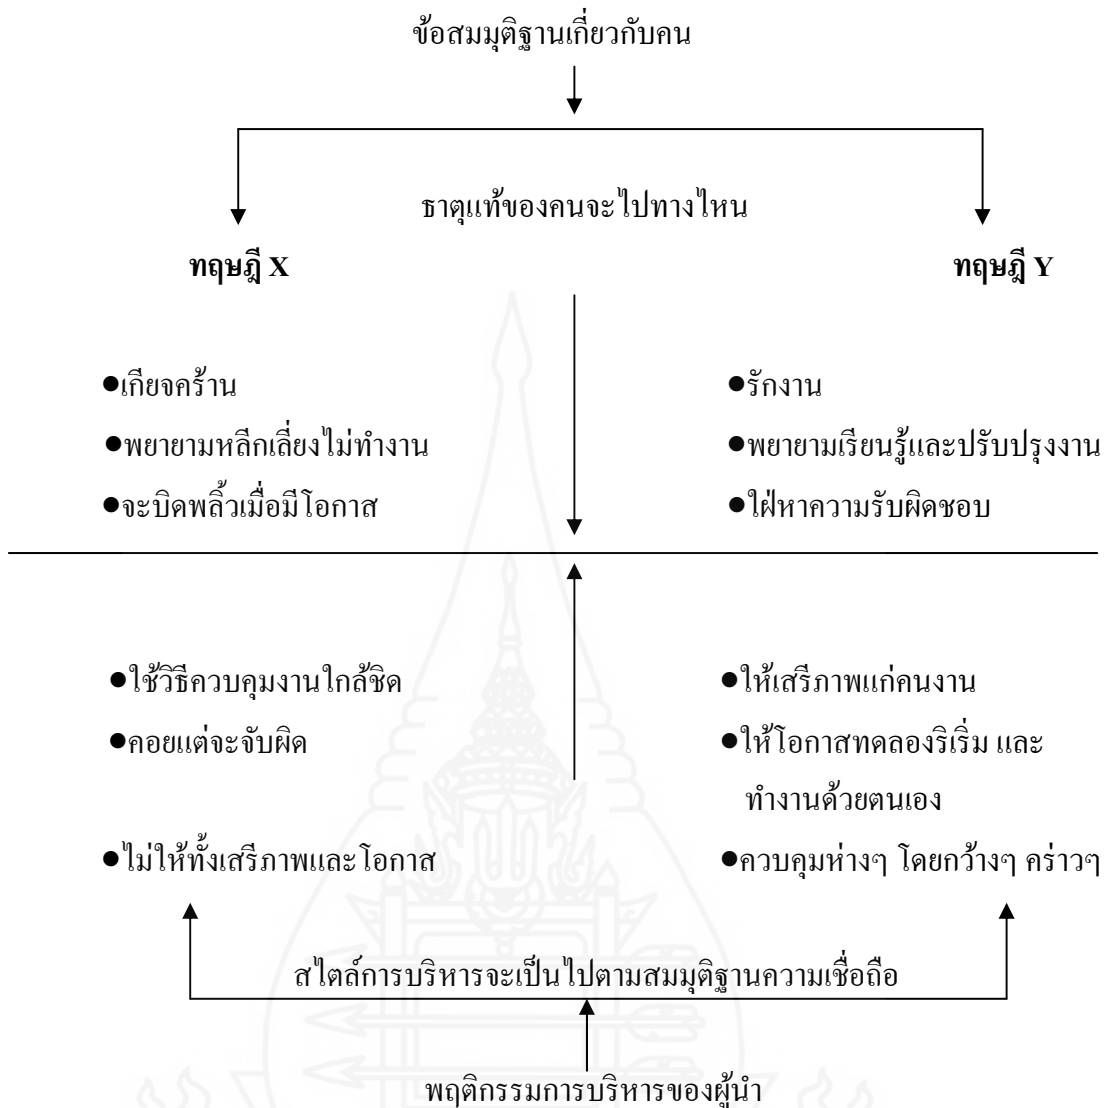 ข้อสมมุติฐานเกี่ยวกับคน
ธาตุแท้ของคนจะไปทางไหน
ทฤษฎี X
ทฤษฎี Y
●เกียจคร้าน
●รักงาน
●พยายามหลีกเลี่ยงไม่ทำงาน
●พยายามเรียนรู้และปรับปรุงงาน
●จะบิดพลิ้วเมื่อมีโอกาส
●ใฝ่หาความรับผิดชอบ
●ใช้วิธีควบคุมงานใกล้ชิด
●ให้เสรีภาพแก่คนงาน
●คอยแต่จะจับผิด
●ให้โอกาสทดลองริเริ่ม และ
ทำงานด้วยตนเอง
●ไม่ให้ทั้งเสรีภาพและโอกาส
●ควบคุมห่างๆ โดยกว้างๆ คร่าวๆ
สไตล์การบริหารจะเป็นไปตามสมมุติฐานความเชื่อถือ
พฤติกรรมการบริหารของผู้นำ